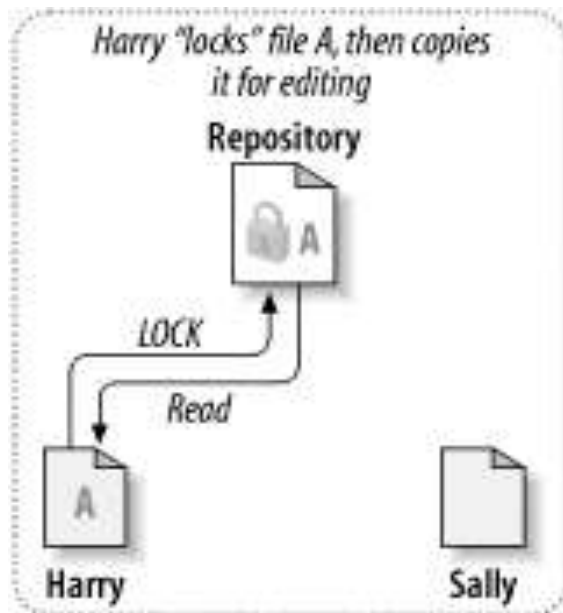 Harry “locks” file A, then copies
it for editing
Repository
A
LOCK
Read
A
Harry
Sally